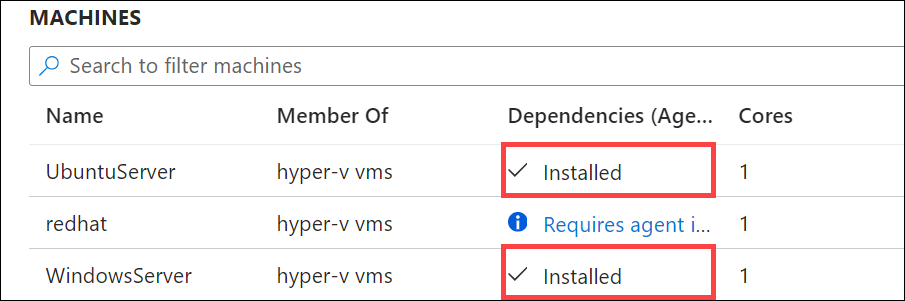 MACHINES
Search to filter machines
Name Member Of Dependencies (Age... Cores
UbuntuServer hyper-v vms Installed 1
redhat hyper-v vms Requires agent i... 1
WindowsServer hyper-v vms Installed 1